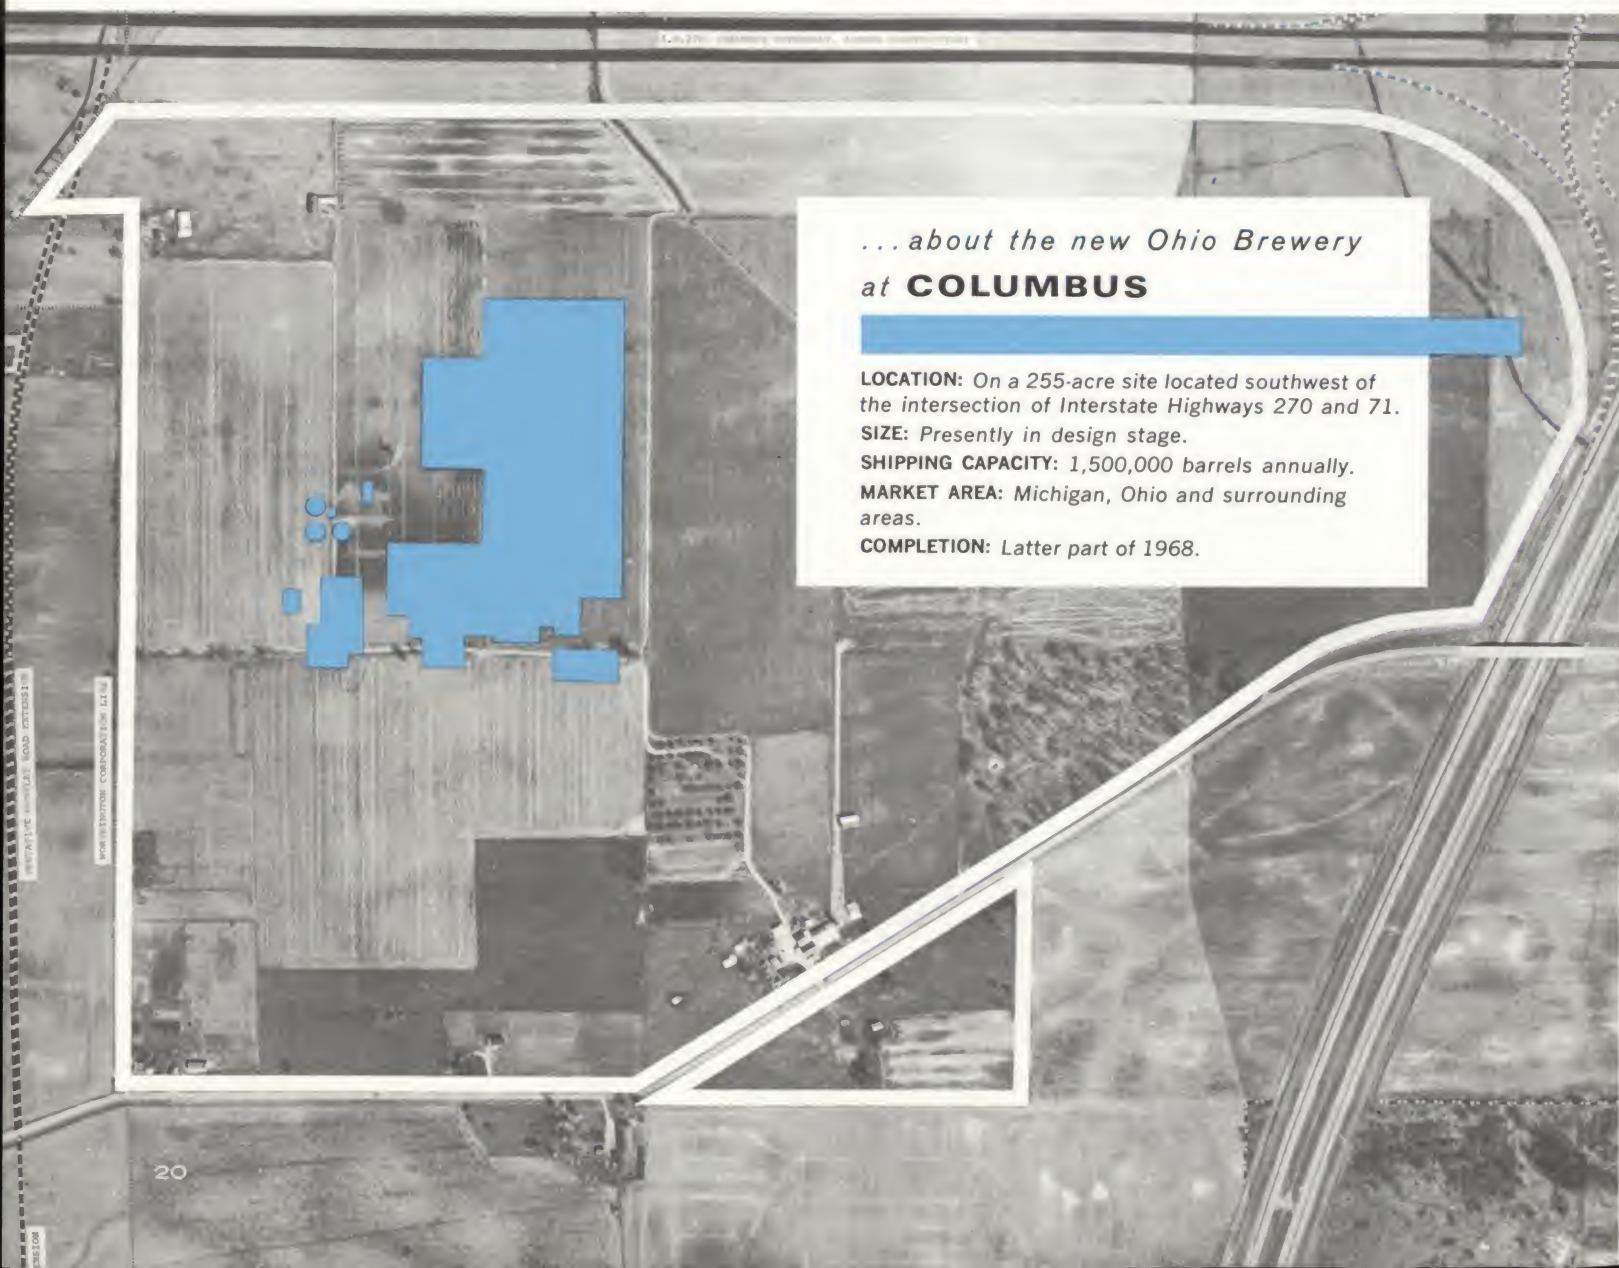 ... about the new Ohio Brewery
at COLUMBUS
LOCATION: On a 255-acre site located southwest of
the intersection of Interstate Highways 270 and 71.
SIZE: Presently in design stage.
SHIPPING CAPACITY: 1,500,000 barrels annually.
MARKET AREA: Michigan, Ohio and surrounding
areas.
COMPLETION: Latter part of 1968.
ROAD EXTENSION
WORTHINGTON CORPORATION LINE
20